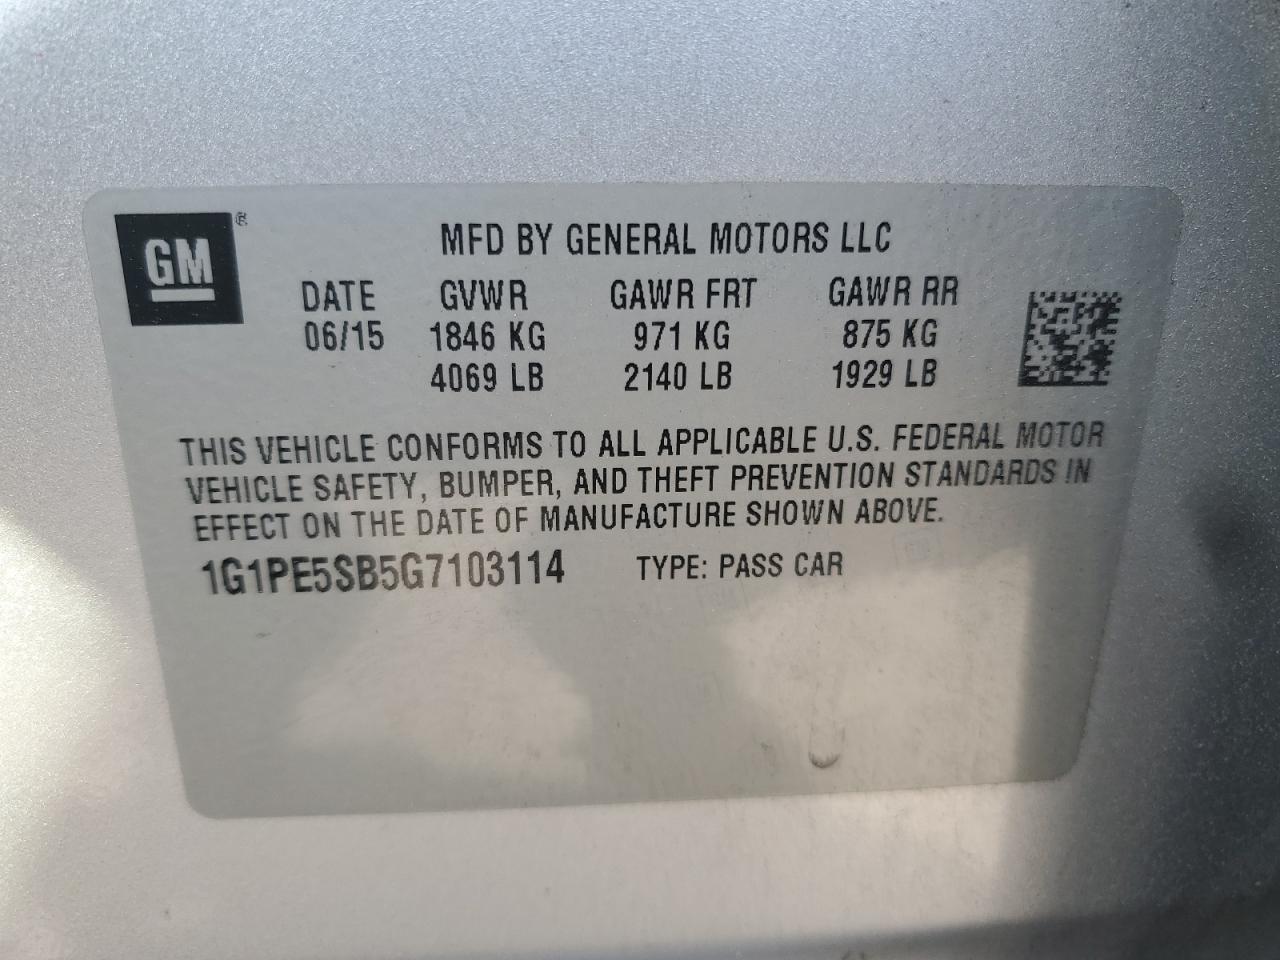 GM ®
MFD BY GENERAL MOTORS LLC
DATE GVWR GAWR FRT GAWR RR
06/15 1846 KG 971 KG 875 KG
4069 LB 2140 LB 1929 LB
THIS VEHICLE CONFORMS TO ALL APPLICABLE U.S. FEDERAL MOTOR
VEHICLE SAFETY, BUMPER, AND THEFT PREVENTION STANDARDS IN
EFFECT ON THE DATE OF MANUFACTURE SHOWN ABOVE.
1G1PE5SB5G7103114 TYPE: PASS CAR